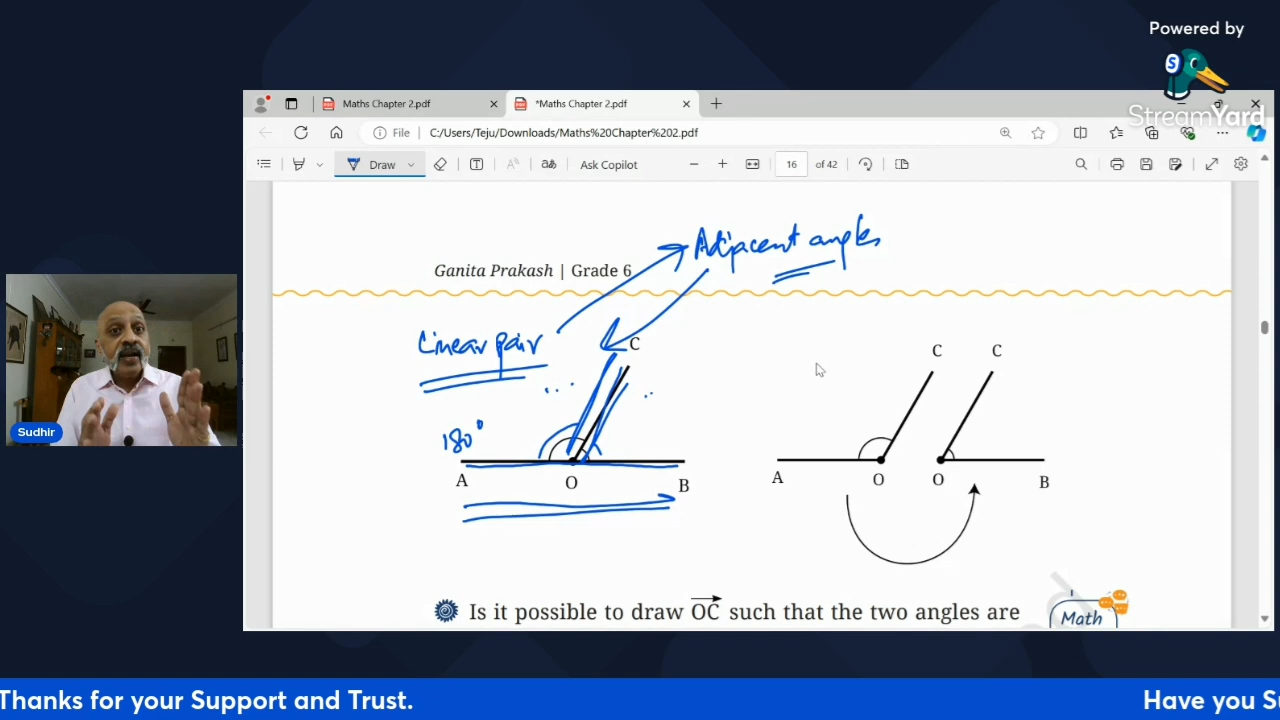 Powered by
StreamYard
Maths Chapter 2.pdf
*Maths Chapter 2.pdf
File
C:/Users/Teju/Downloads/Maths%20Chapter%202.pdf
Draw
Ask Copilot
16 of 42
Adjacent angles
Ganita Prakash | Grade 6
Linear pair
C
C C
180°
A O B
A O O B
Sudhir
Is it possible to draw OC such that the two angles are
Math
Thanks for your Support and Trust.
Have you S